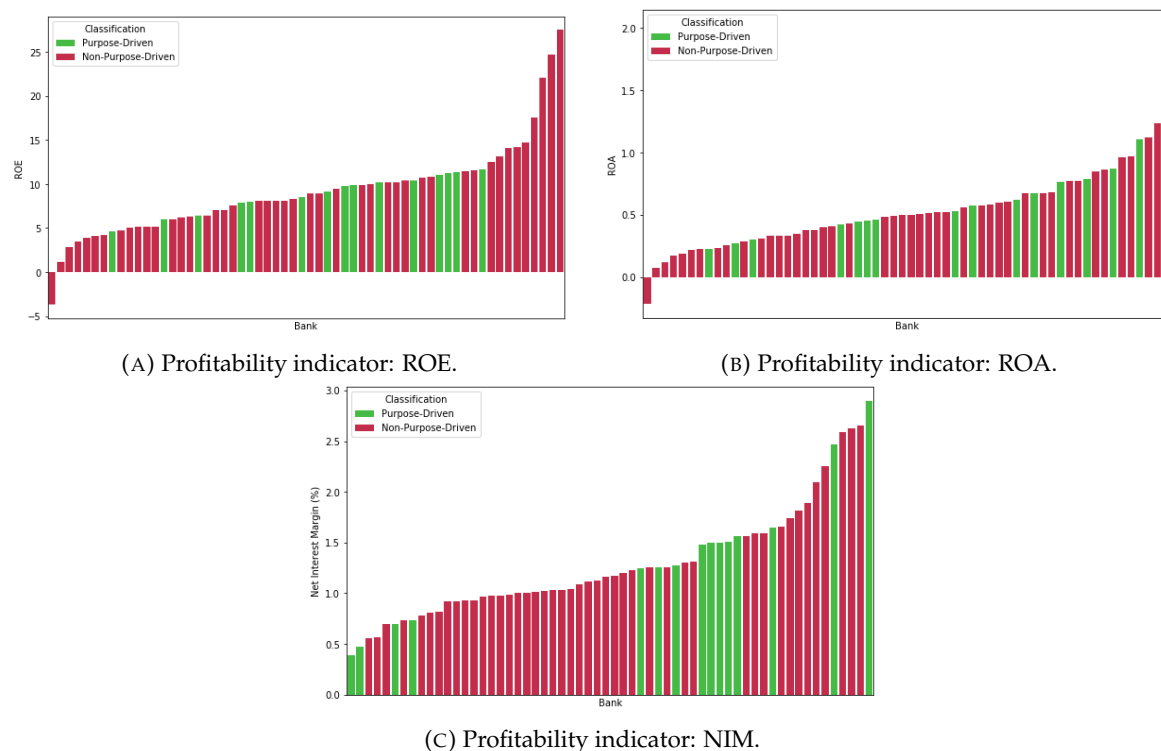 Classification
Purpose-Driven
Non-Purpose-Driven
25
20
15
10
5
0
−5
ROE
Bank
(A) Profitability indicator: ROE.
Classification
Purpose-Driven
Non-Purpose-Driven
2.0
1.5
1.0
0.5
0.0
ROA
Bank
(B) Profitability indicator: ROA.
Classification
Purpose-Driven
Non-Purpose-Driven
3.0
2.5
2.0
1.5
1.0
0.5
0.0
Net Interest Margin (%)
Bank
(C) Profitability indicator: NIM.